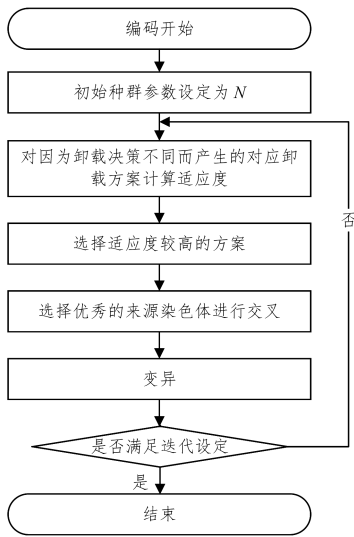 编码开始
初始种群参数设定为N
对因为卸载决策不同而产生的对应卸
载方案计算适应度
选择适应度较高的方案
选择优秀的来源染色体进行交叉
变异
是否满足迭代设定
否
是
结束